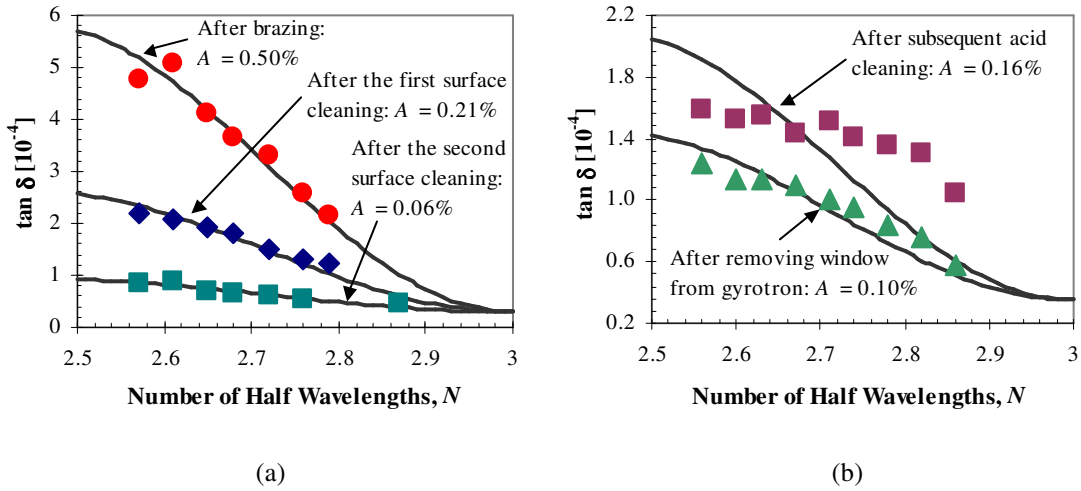 6
5
4
3
2
1
0
tan δ [10⁻⁴]
After brazing:
A = 0.50%
After the first surface
cleaning: A = 0.21%
After the second
surface cleaning:
A = 0.06%
2.5 2.6 2.7 2.8 2.9 3
Number of Half Wavelengths, N
(a)
2.2
1.8
1.4
1.0
0.6
0.2
tan δ [10⁻⁴]
After subsequent acid
cleaning: A = 0.16%
After removing window
from gyrotron: A = 0.10%
2.5 2.6 2.7 2.8 2.9 3
Number of Half Wavelengths, N
(b)